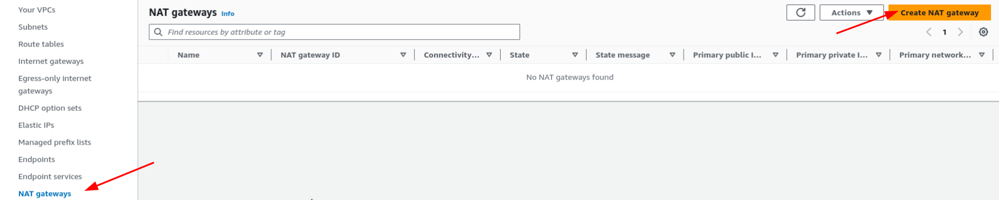 Your VPCs
Subnets
Route tables
Internet gateways
Egress-only internet
gateways
DHCP option sets
Elastic IPs
Managed prefix lists
Endpoints
Endpoint services
NAT gateways
NAT gateways Info
Actions
Create NAT gateway
Find resources by attribute or tag
1
Name NAT gateway ID Connectivity... State State message Primary public I... Primary private I... Primary network...
No NAT gateways found